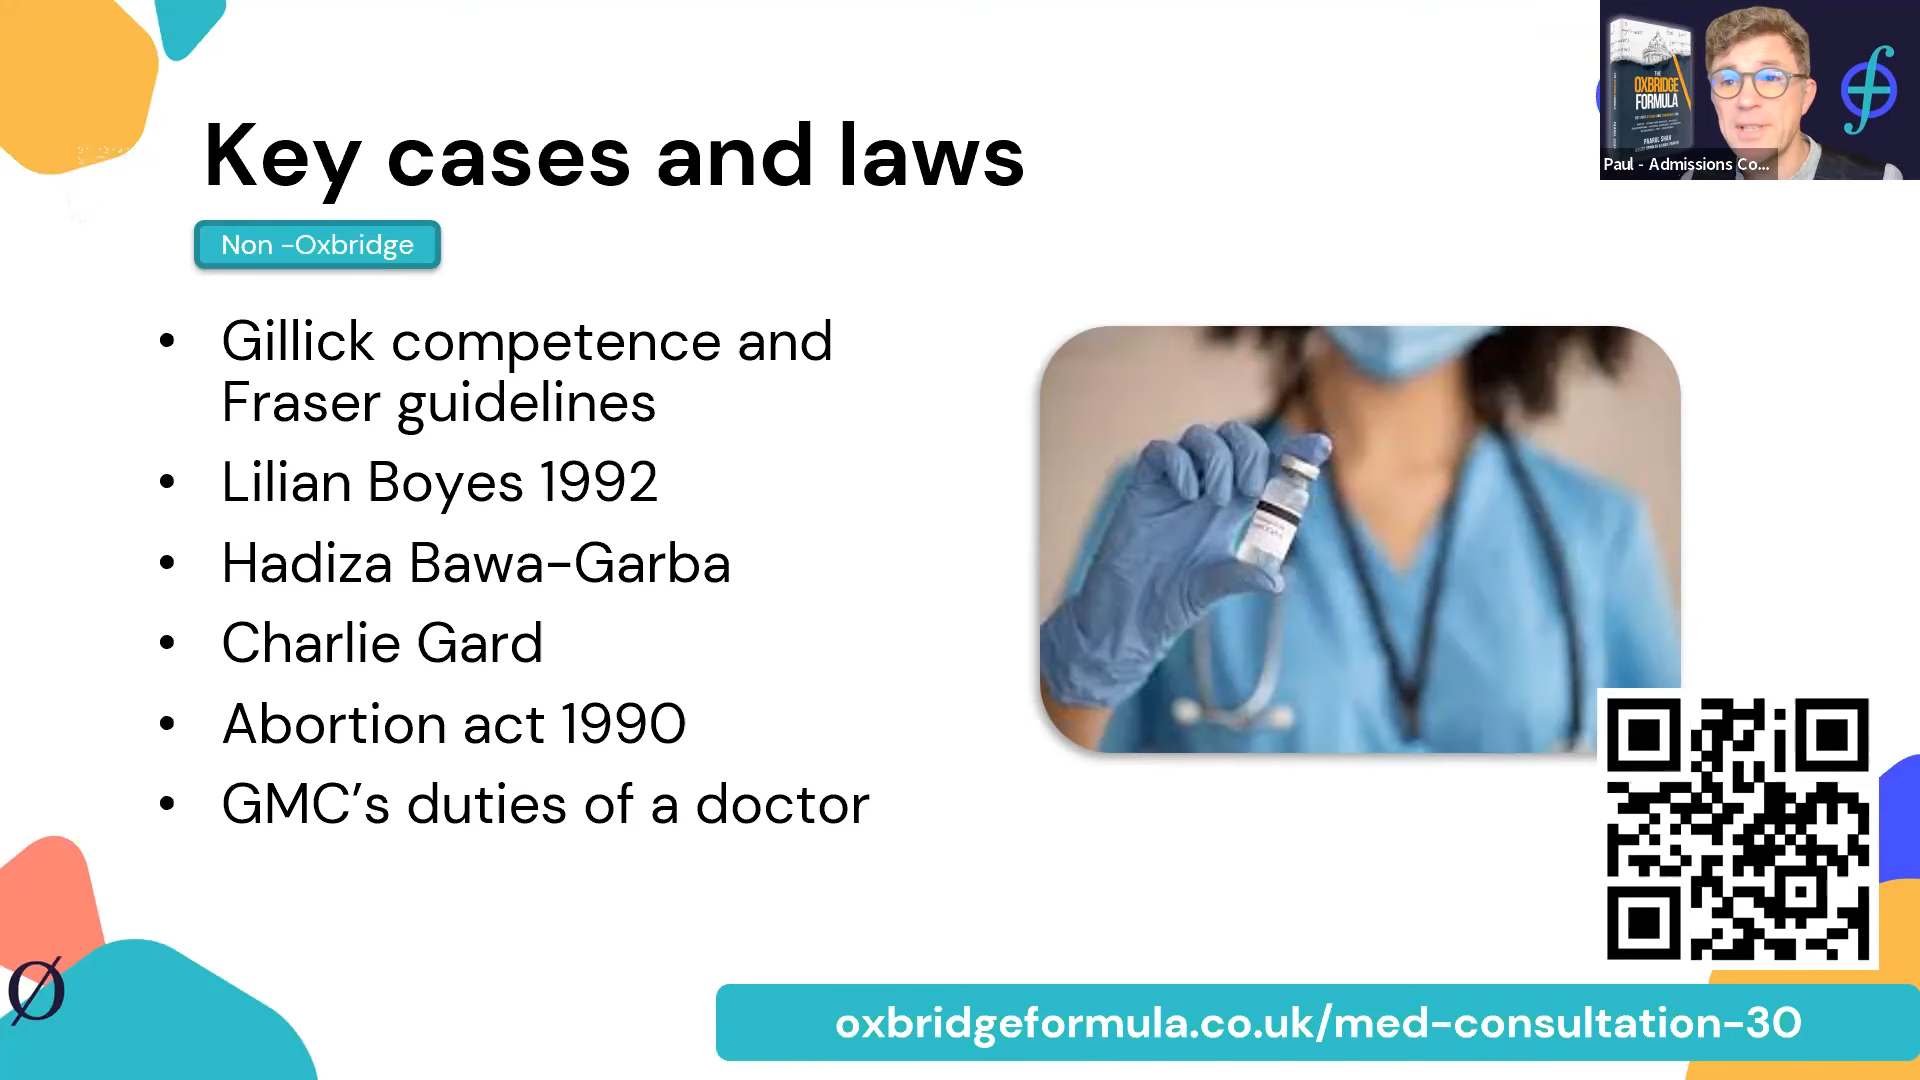 Key cases and laws
Non -Oxbridge
• Gillick competence and
Fraser guidelines
• Lilian Boyes 1992
• Hadiza Bawa-Garba
• Charlie Gard
• Abortion act 1990
• GMC’s duties of a doctor
THE
OXBRIDGE
FORMULA
Paul - Admissions Co...
oxbridgeformula.co.uk/med-consultation-30